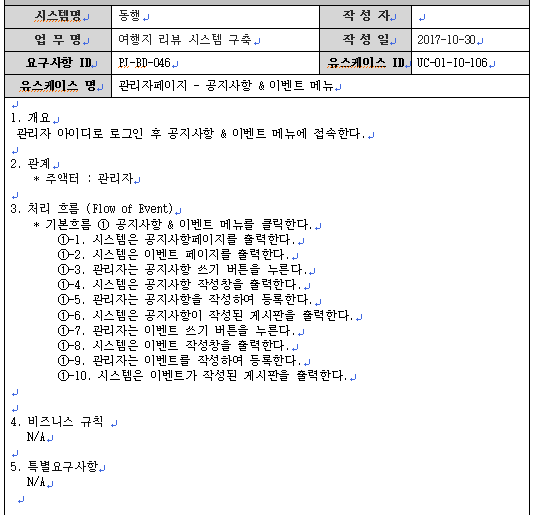 시스템명 동행 작 성 자
업 무 명 여행지 리뷰 시스템 구축 작 성 일 2017-10-30
요구사항 ID PJ-BD-046 유스케이스 ID UC-01-IO-106
유스케이스 명 관리자페이지 - 공지사항 & 이벤트 메뉴
1. 개요
관리자 아이디로 로그인 후 공지사항 & 이벤트 메뉴에 접속한다.
2. 관계
* 주액터 : 관리자
3. 처리 흐름 (Flow of Event)
* 기본흐름 ① 공지사항 & 이벤트 메뉴를 클릭한다.
①-1. 시스템은 공지사항페이지를 출력한다.
①-2. 시스템은 이벤트 페이지를 출력한다.
①-3. 관리자는 공지사항 쓰기 버튼을 누른다.
①-4. 시스템은 공지사항 작성창을 출력한다.
①-5. 관리자는 공지사항을 작성하여 등록한다.
①-6. 시스템은 공지사항이 작성된 게시판을 출력한다.
①-7. 관리자는 이벤트 쓰기 버튼을 누른다.
①-8. 시스템은 이벤트 작성창을 출력한다.
①-9. 관리자는 이벤트를 작성하여 등록한다.
①-10. 시스템은 이벤트가 작성된 게시판을 출력한다.
4. 비즈니스 규칙
N/A
5. 특별요구사항
N/A